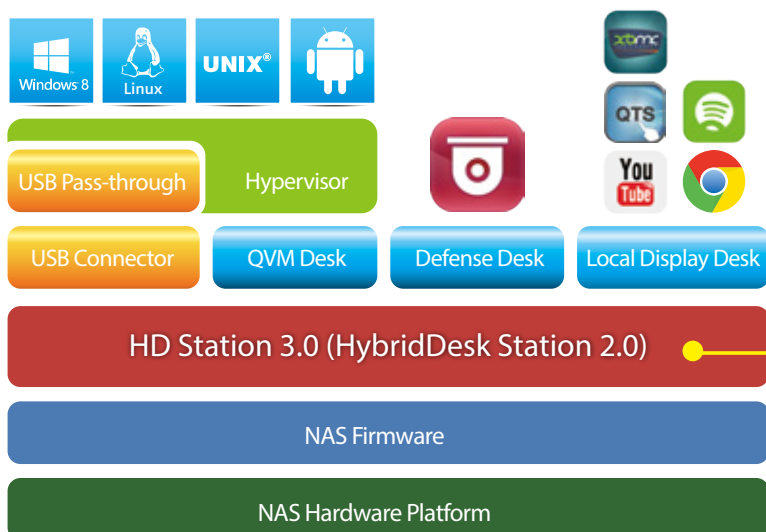 Windows 8
Linux
UNIX®
xbmc
QTS
You
Tube
USB Pass-through
Hypervisor
USB Connector
QVM Desk
Defense Desk
Local Display Desk
HD Station 3.0 (HybridDesk Station 2.0)
NAS Firmware
NAS Hardware Platform